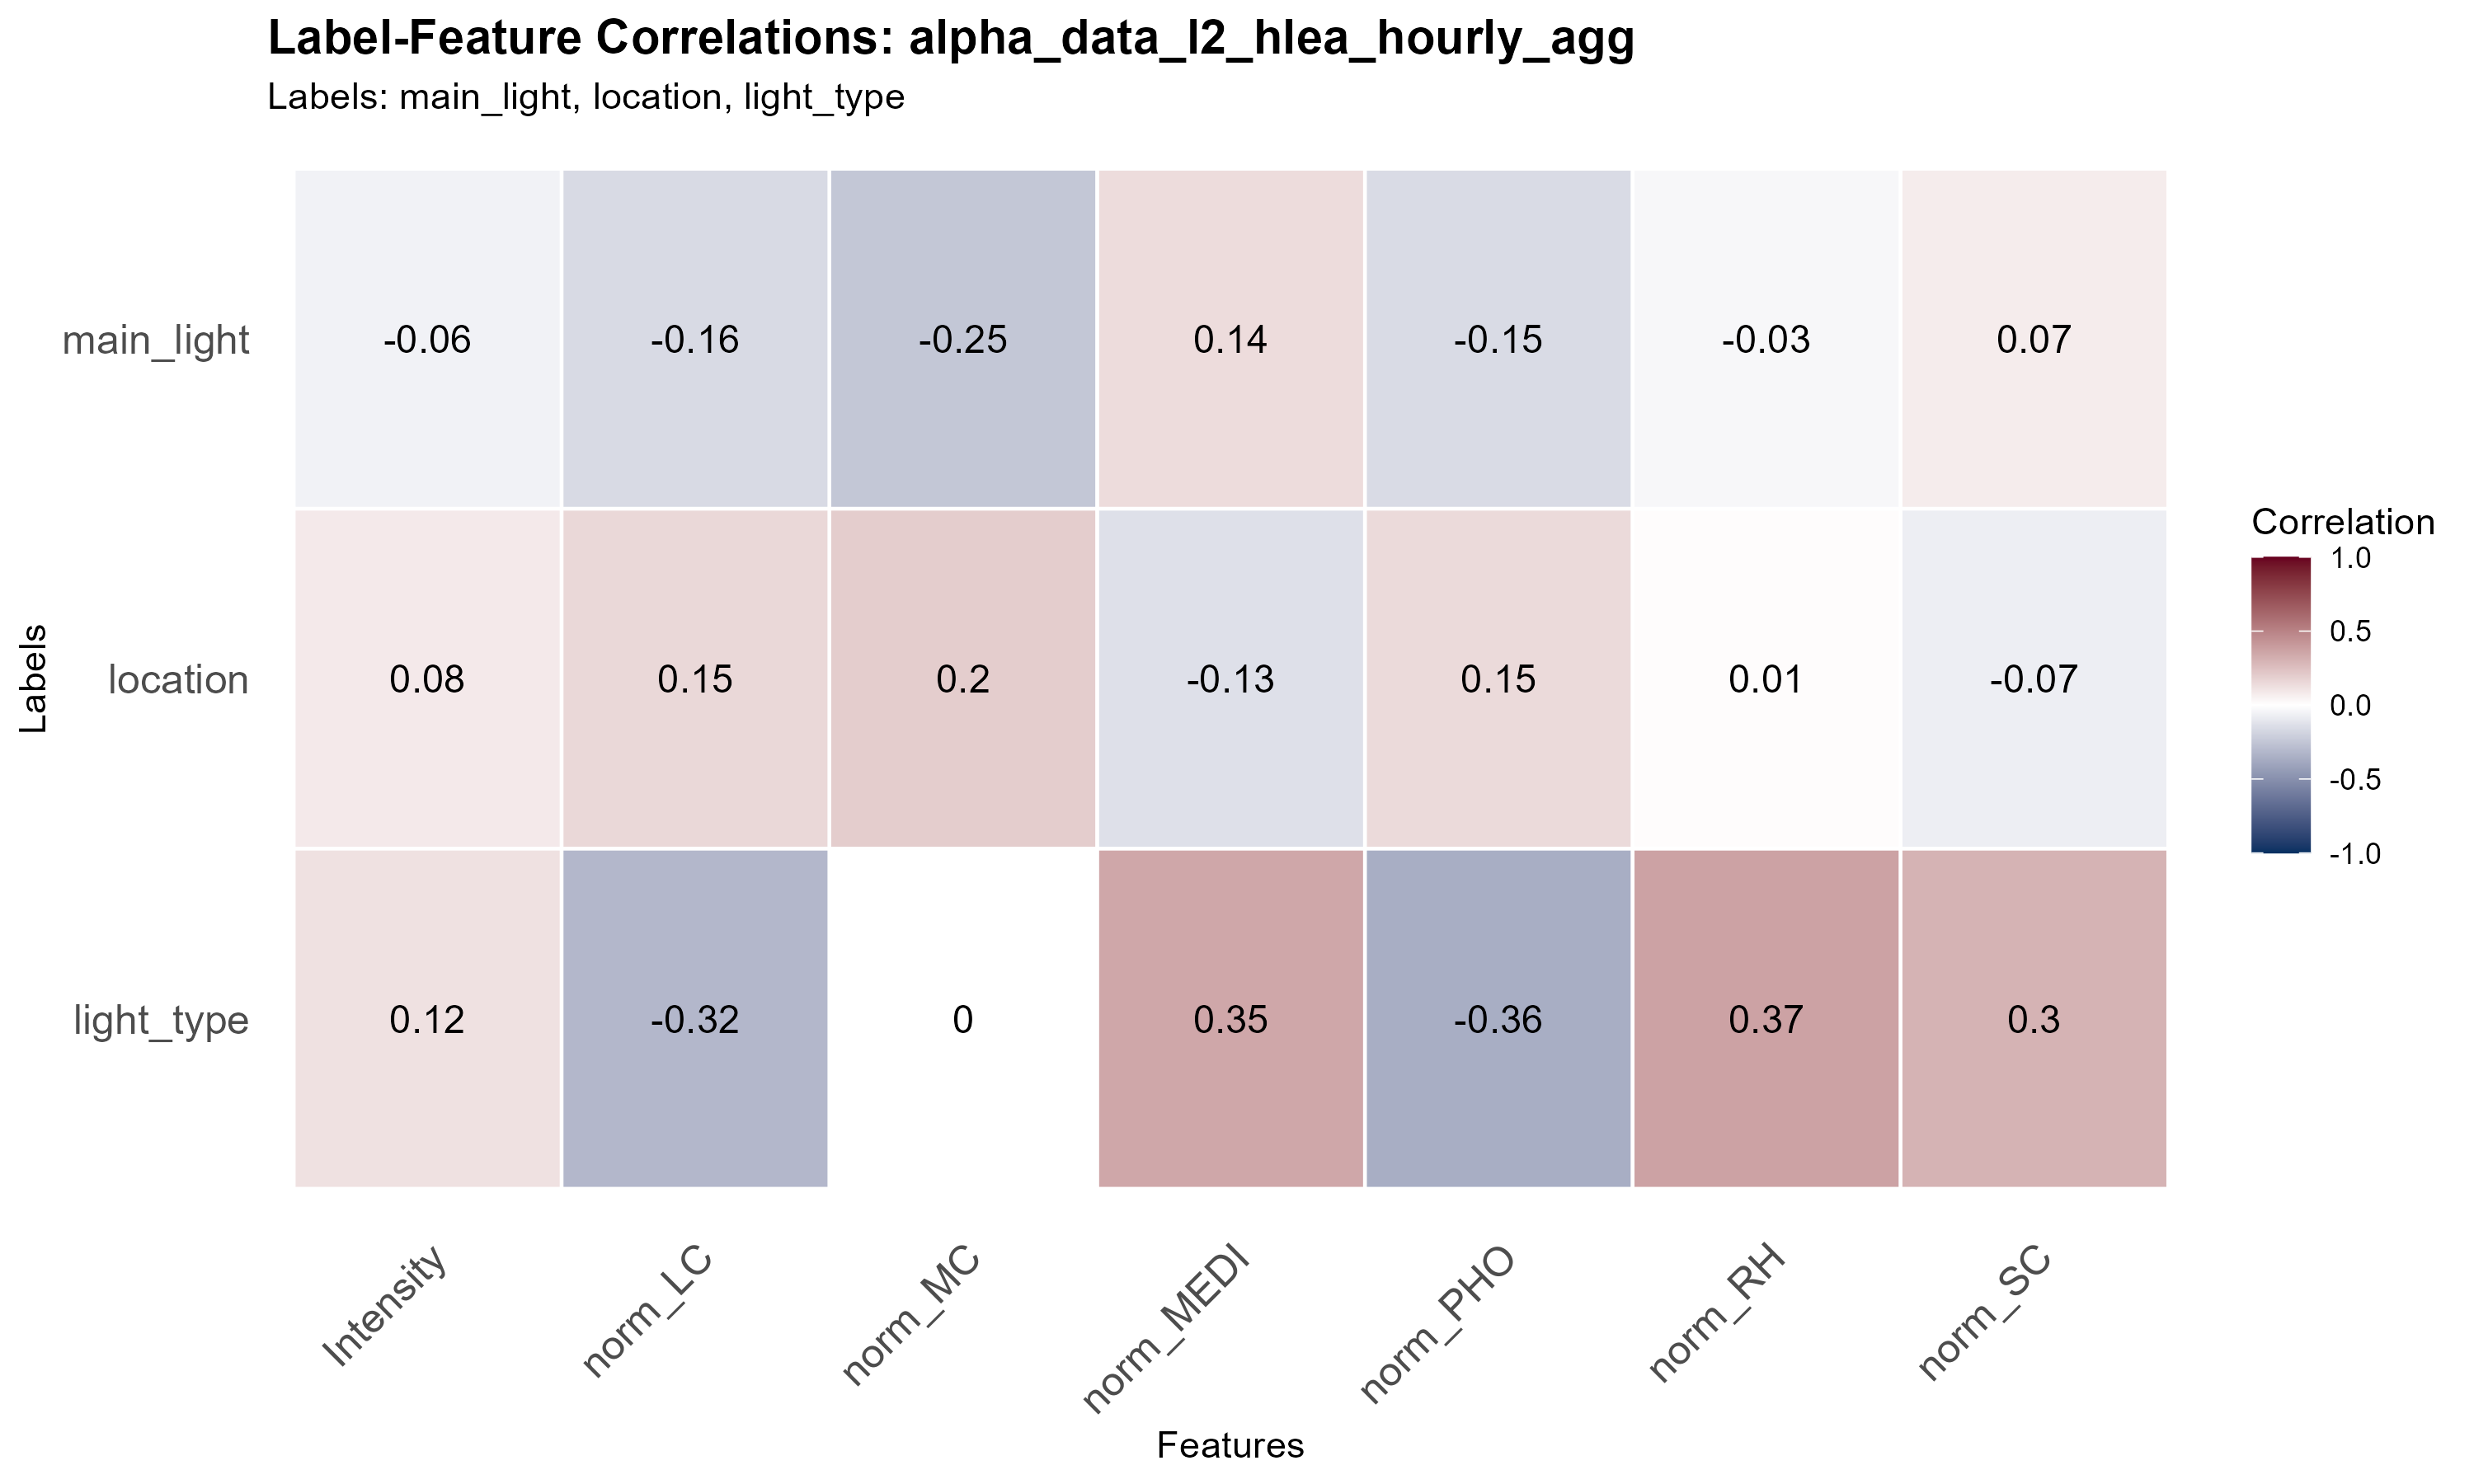 Label-Feature Correlations: alpha_data_l2_hlea_hourly_agg
Labels: main_light, location, light_type
main_light -0.06 -0.16 -0.25 0.14 -0.15 -0.03 0.07
location 0.08 0.15 0.2 -0.13 0.15 0.01 -0.07
light_type 0.12 -0.32 0 0.35 -0.36 0.37 0.3
Labels
Intensity norm_LC norm_MC norm_MEDI norm_PHO norm_RH norm_SC
Features
Correlation
1.0
0.5
0.0
-0.5
-1.0